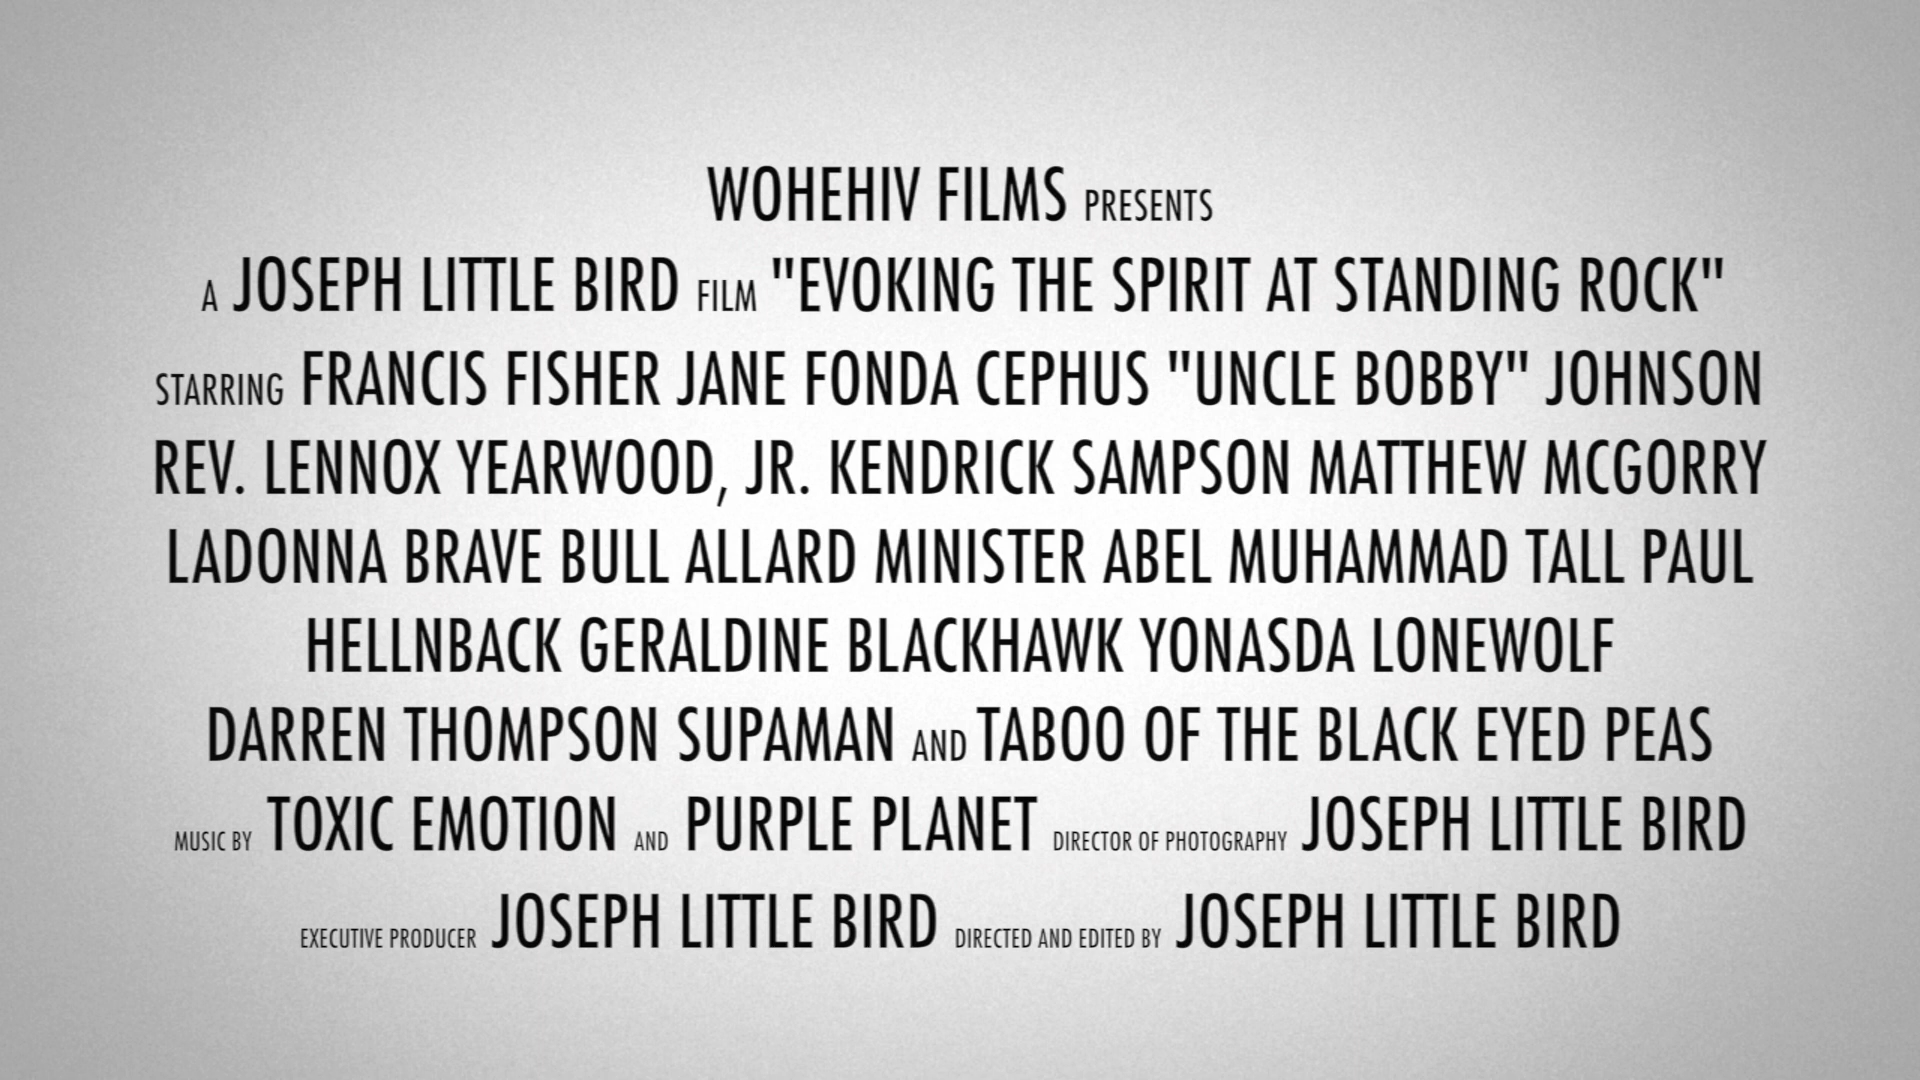 WOHEHIV FILMS PRESENTS
A JOSEPH LITTLE BIRD FILM "EVOKING THE SPIRIT AT STANDING ROCK"
STARRING FRANCIS FISHER JANE FONDA CEPHUS "UNCLE BOBBY" JOHNSON
REV. LENNOX YEARWOOD, JR. KENDRICK SAMPSON MATTHEW MCGORRY
LADONNA BRAVE BULL ALLARD MINISTER ABEL MUHAMMAD TALL PAUL
HELLNBACK GERALDINE BLACKHAWK YONASDA LONEWOLF
DARREN THOMPSON SUPAMAN AND TABOO OF THE BLACK EYED PEAS
MUSIC BY TOXIC EMOTION AND PURPLE PLANET DIRECTOR OF PHOTOGRAPHY JOSEPH LITTLE BIRD
EXECUTIVE PRODUCER JOSEPH LITTLE BIRD DIRECTED AND EDITED BY JOSEPH LITTLE BIRD